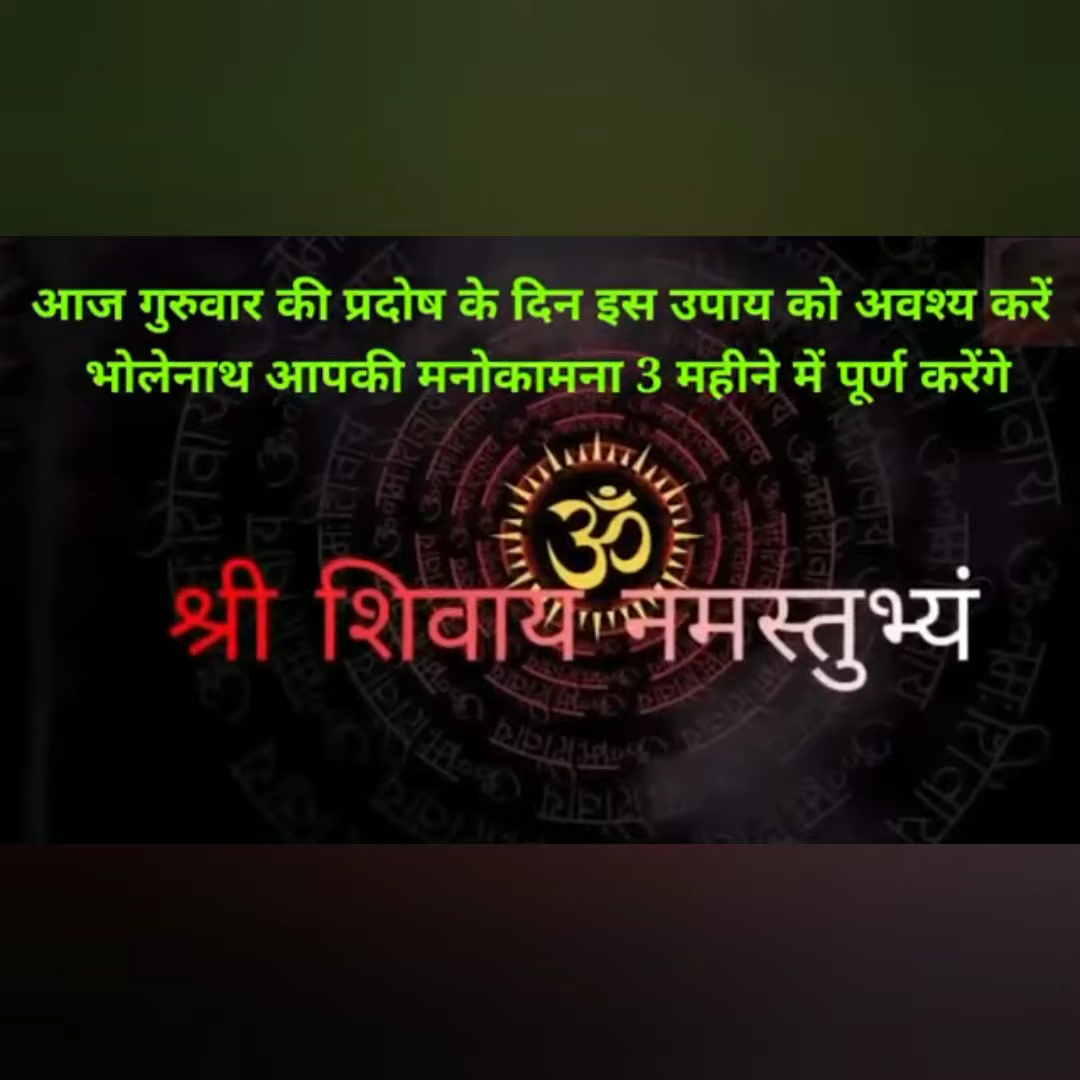 आज गुरुवार की प्रदोष के दिन इस उपाय को अवश्य करें
भोलेनाथ आपकी मनोकामना 3 महीने में पूर्ण करेंगे
ॐ
श्री शिवाय नमस्तुभ्यं